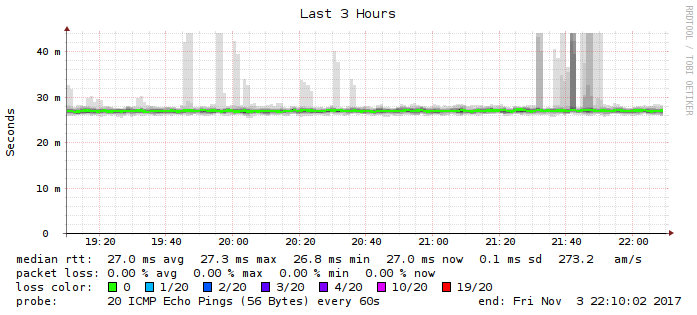 Last 3 Hours
RRDTOOL / TOBI OETIKER
Seconds
40 m
30 m
20 m
10 m
0
19:20 19:40 20:00 20:20 20:40 21:00 21:20 21:40 22:00
median rtt: 27.0 ms avg 27.3 ms max 26.8 ms min 27.0 ms now 0.1 ms sd 273.2 am/s
packet loss: 0.00 % avg 0.00 % max 0.00 % min 0.00 % now
loss color: 0 1/20 2/20 3/20 4/20 10/20 19/20
probe: 20 ICMP Echo Pings (56 Bytes) every 60s end: Fri Nov 3 22:10:02 2017